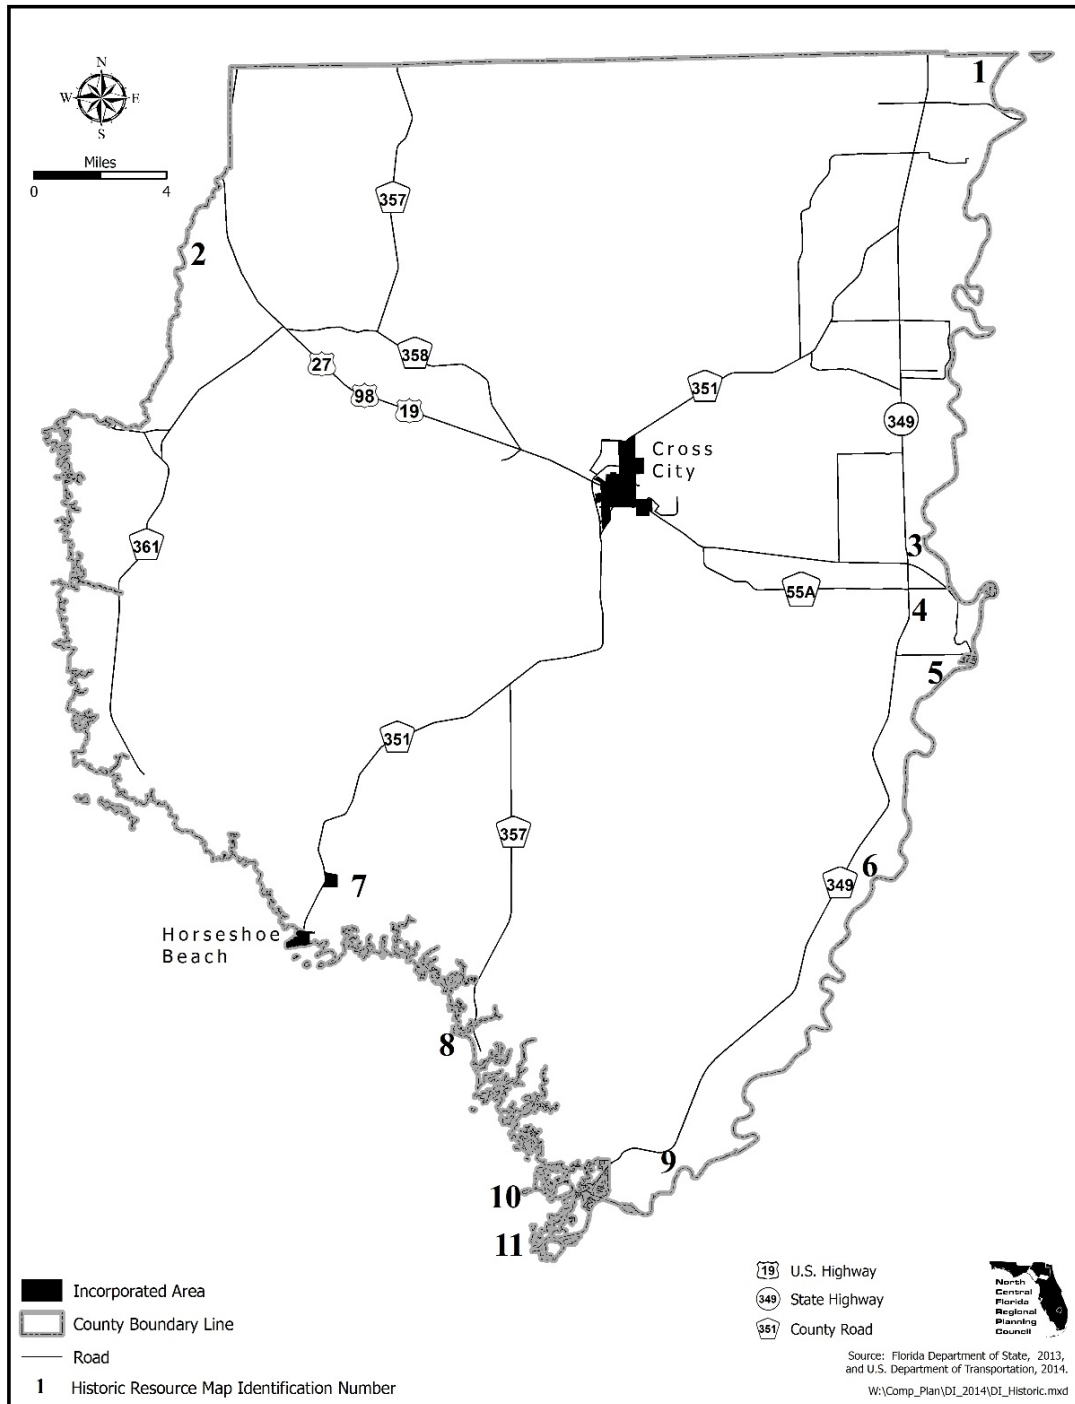 N
W E
S
Miles
0 4
1
357
2
27
98
19
358
351
349
Cross
City
361
3
55A
4
5
351
357
6
349
7
Horseshoe
Beach
8
9
10
11
Incorporated Area
County Boundary Line
Road
1 Historic Resource Map Identification Number
19 U.S. Highway
349 State Highway
351 County Road
North
Central
Florida
Regional
Planning
Council
Source: Florida Department of State, 2013,
and U.S. Department of Transportation, 2014.
W:\Comp_Plan\DI_2014\DI_Historic.mxd